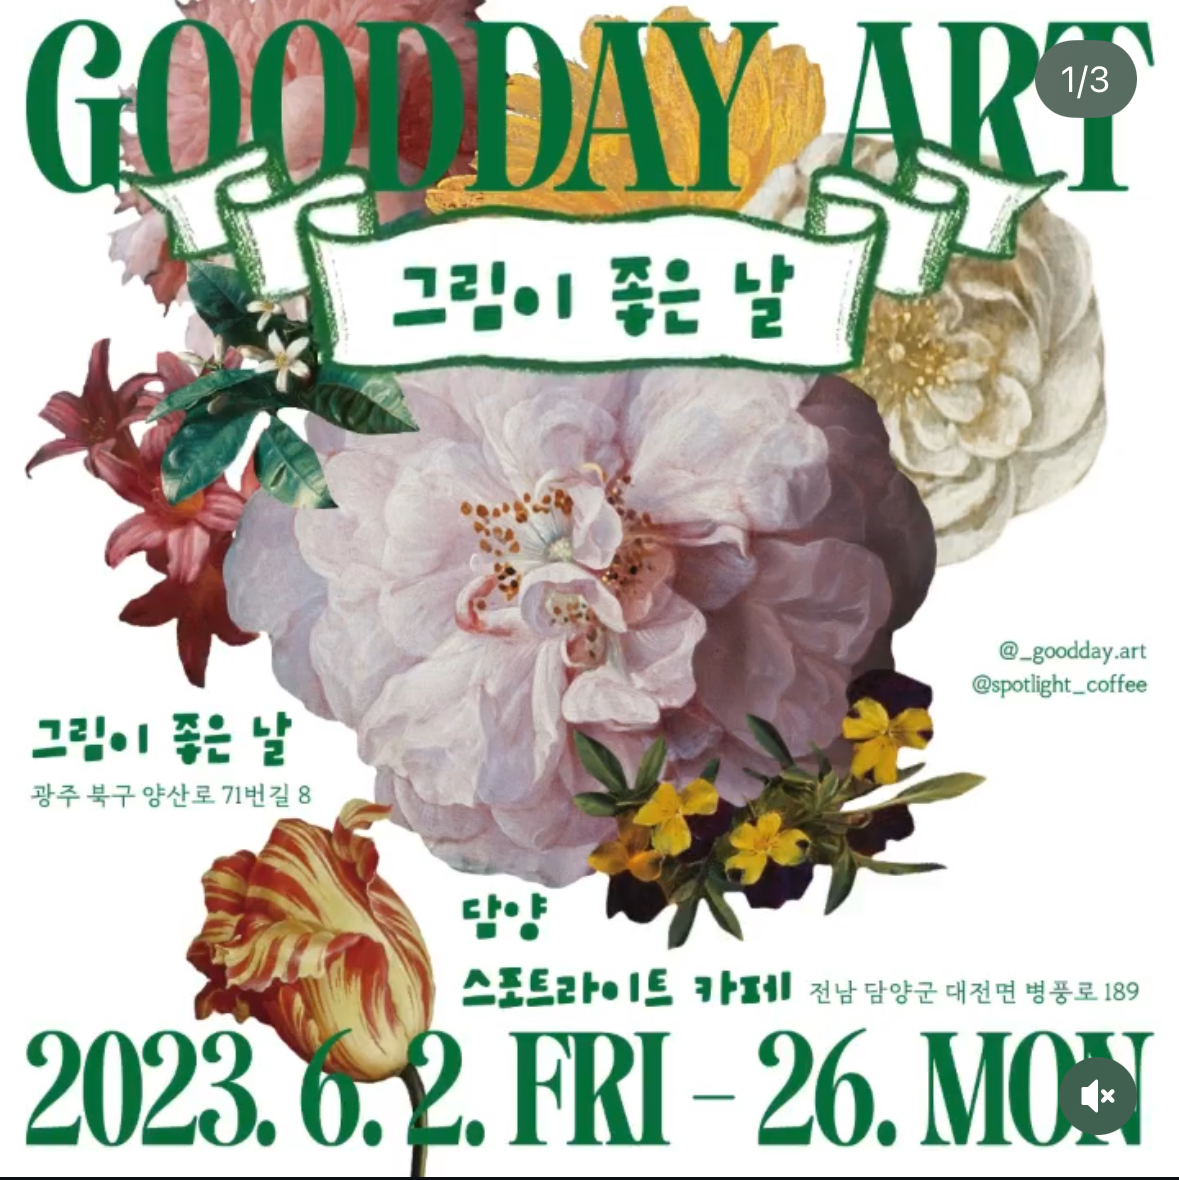 GOODDAY ART
1/3
그림이 좋은 날
@_goodday.art
@spotlight_coffee
그림이 좋은 날
광주 북구 양산로 71번길 8
담양
스포트라이트 카페 전남 담양군 대전면 병풍로 189
2023. 6. 2. FRI – 26. MON